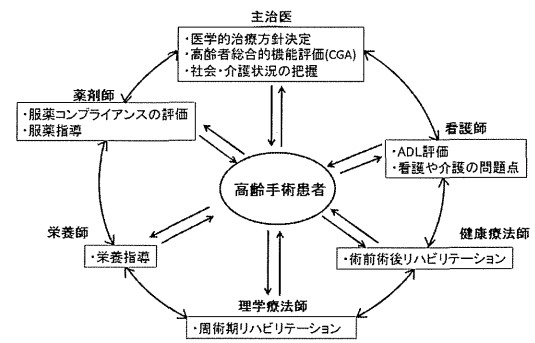 主治医
・医学的治療方針決定
・高齢者総合的機能評価(CGA)
・社会・介護状況の把握
薬剤師
・服薬コンプライアンスの評価
・服薬指導
看護師
・ADL評価
・看護や介護の問題点
高齢手術患者
栄養師
・栄養指導
健康療法師
・術前術後リハビリテーション
理学療法師
・周術期リハビリテーション